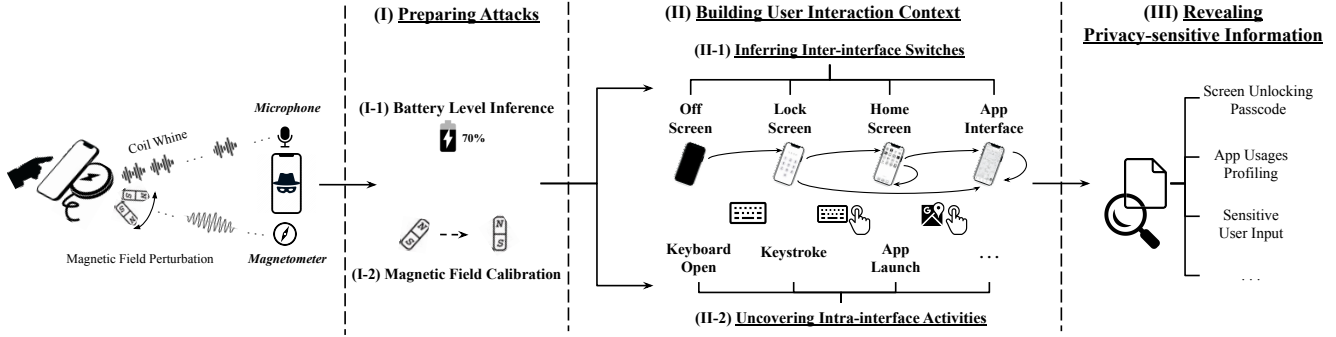 Microphone
Coil Whine
Magnetic Field Perturbation
Magnetometer
(I) Preparing Attacks
(I-1) Battery Level Inference
70%
N
S
N
S
(I-2) Magnetic Field Calibration
(II) Building User Interaction Context
(II-1) Inferring Inter-interface Switches
Off
Screen
Lock
Screen
Home
Screen
App
Interface
Keyboard
Open
Keystroke
App
Launch
...
(II-2) Uncovering Intra-interface Activities
(III) Revealing
Privacy-sensitive Information
Screen Unlocking
Passcode
App Usages
Profiling
Sensitive
User Input
...